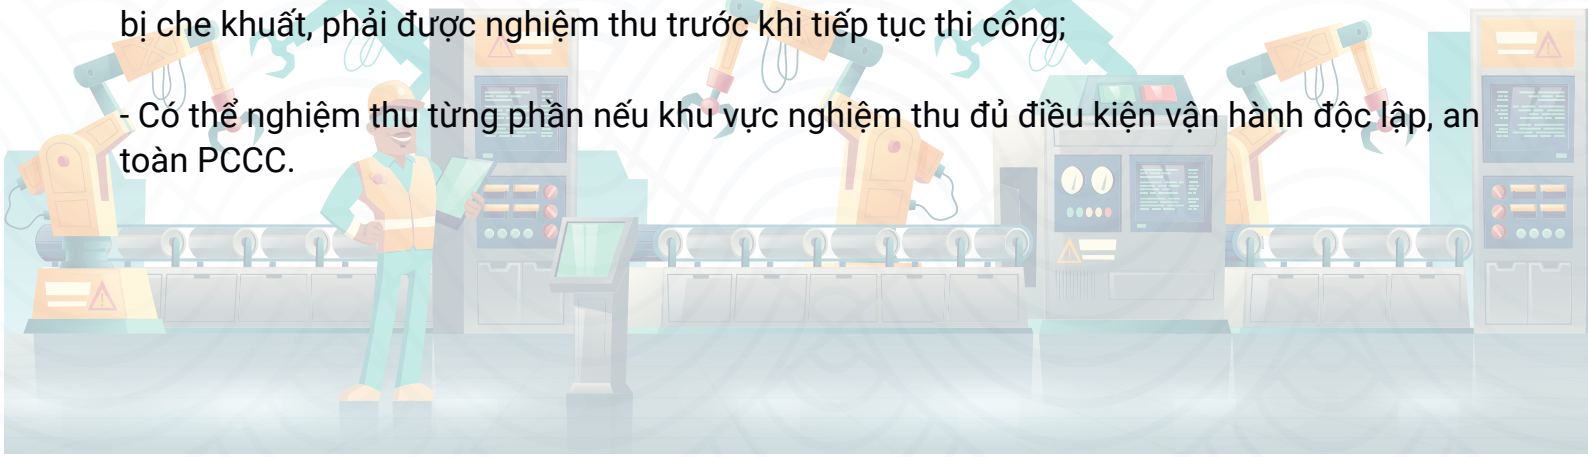 bị che khuất, phải được nghiệm thu trước khi tiếp tục thi công;
- Có thể nghiệm thu từng phần nếu khu vực nghiệm thu đủ điều kiện vận hành độc lập, an
toàn PCCC.